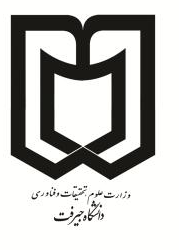 وزارت علوم تحقیقات و فناوری
دانشگاه جیرفت